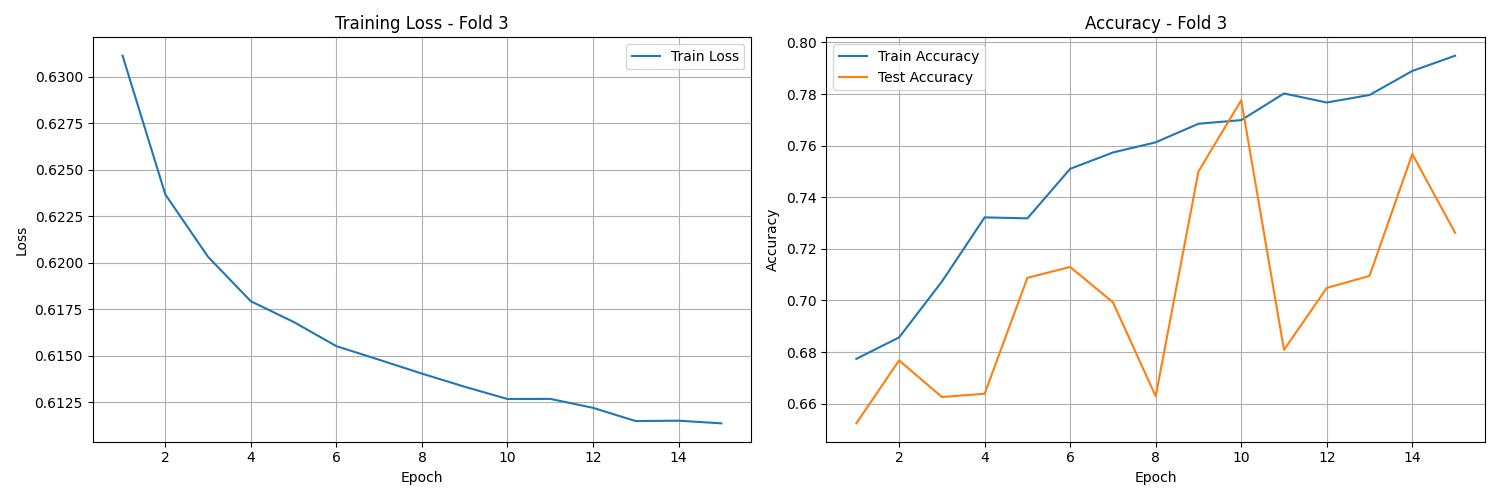 Training Loss - Fold 3
Train Loss
0.6300
0.6275
0.6250
0.6225
0.6200
0.6175
0.6150
0.6125
Loss
2 4 6 8 10 12 14
Epoch
Accuracy - Fold 3
Train Accuracy
Test Accuracy
0.80
0.78
0.76
0.74
0.72
0.70
0.68
0.66
Accuracy
2 4 6 8 10 12 14
Epoch